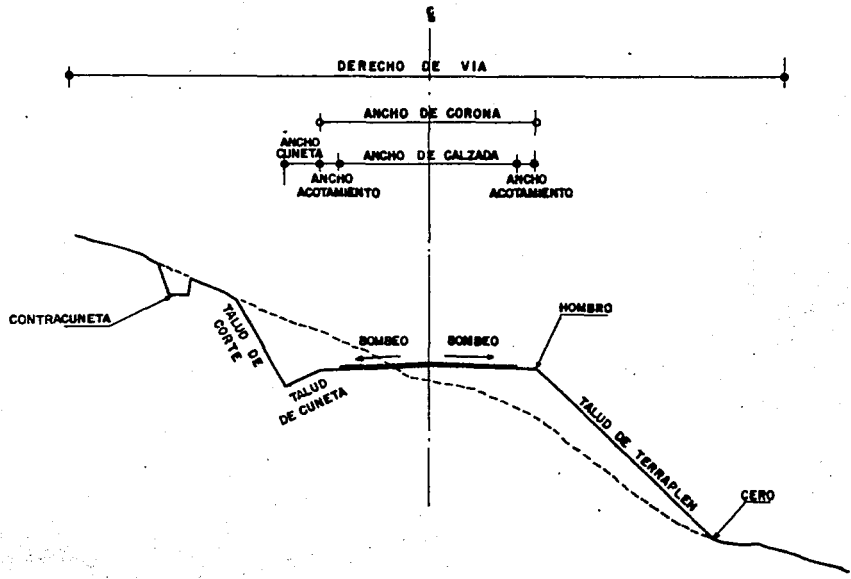 ℄
DERECHO DE VIA
ANCHO DE CORONA
ANCHO
CUNETA
ANCHO DE CALZADA
ANCHO
ACOTAMIENTO
ANCHO
ACOTAMIENTO
CONTRACUNETA
TALUD DE
CORTE
BOMBEO
BOMBEO
HOMBRO
TALUD
DE CUNETA
TALUD DE TERRAPLEN
CERO